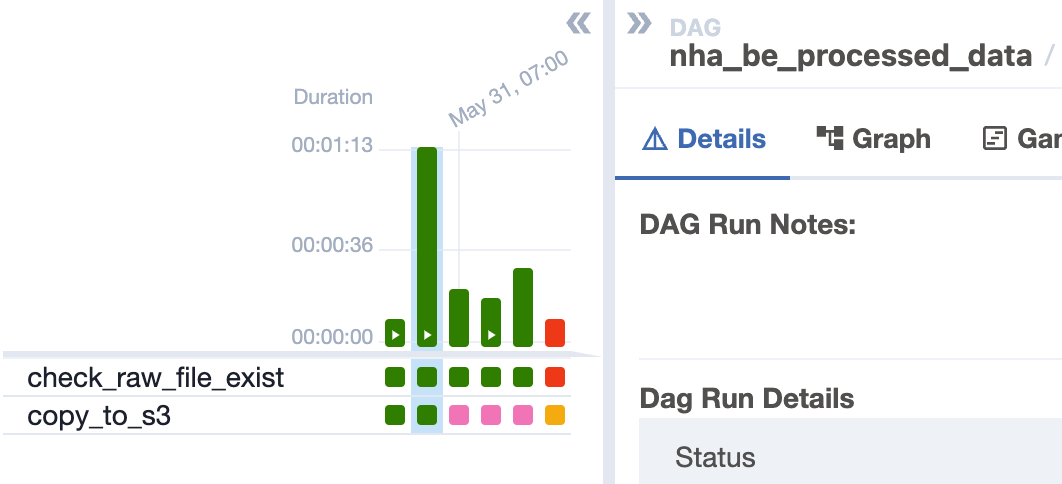 Duration
May 31, 07:00
00:01:13
00:00:36
00:00:00
check_raw_file_exist
copy_to_s3
DAG
nha_be_processed_data /
Details
Graph
Gan
DAG Run Notes:
Dag Run Details
Status